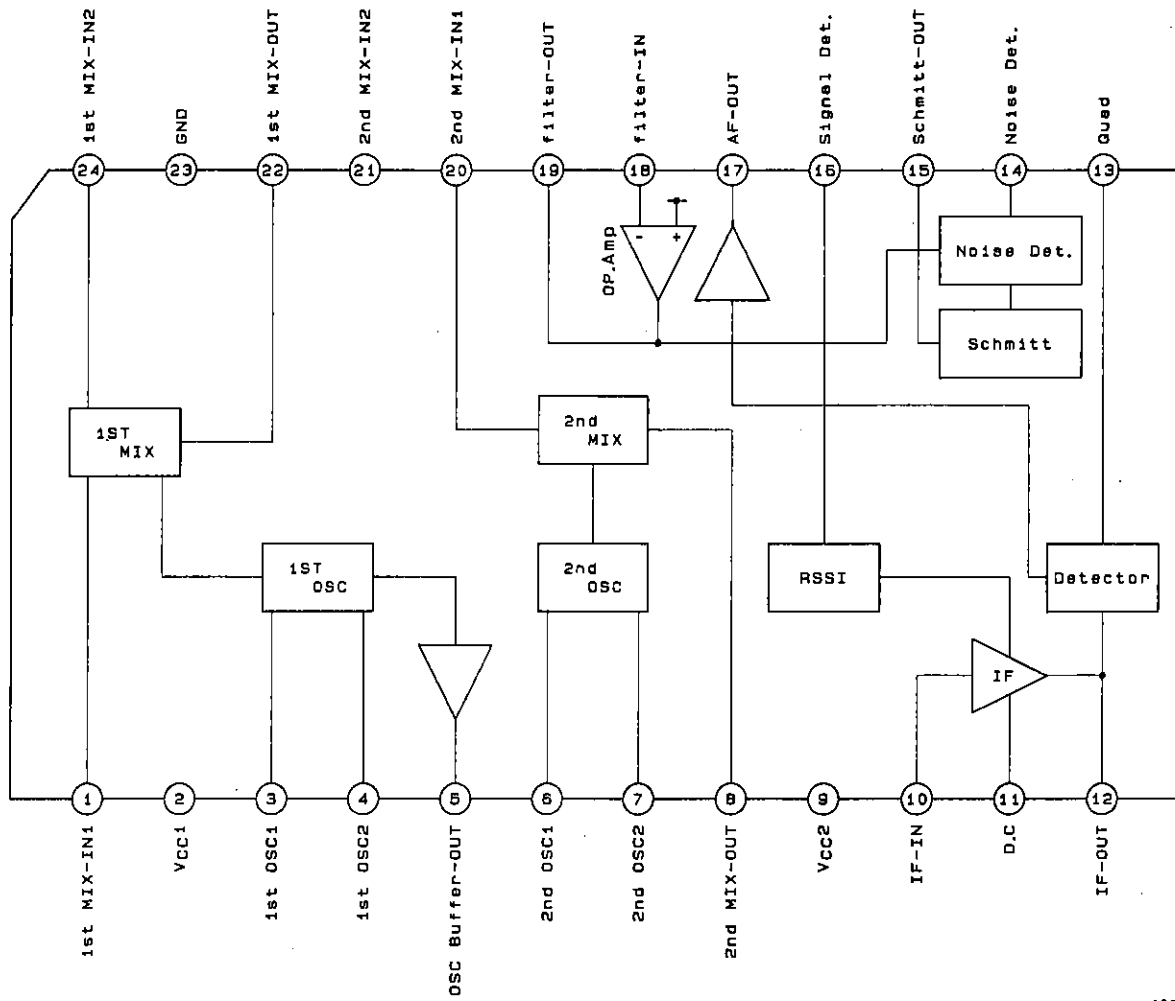 1st MIX-IN2
GND
1st MIX-OUT
2nd MIX-IN2
2nd MIX-IN1
filter-OUT
filter-IN
AF-OUT
Signal Det.
Schmitt-OUT
Noise Det.
Quad
24
23
22
21
20
19
18
17
16
15
14
13
OP.Amp
-
+
Noise Det.
Schmitt
1ST
MIX
2nd
MIX
1ST
OSC
2nd
OSC
RSSI
Detector
IF
1
2
3
4
5
6
7
8
9
10
11
12
1st MIX-IN1
VCC1
1st OSC1
1st OSC2
OSC Buffer-OUT
2nd OSC1
2nd OSC2
2nd MIX-OUT
VCC2
IF-IN
D.C
IF-OUT